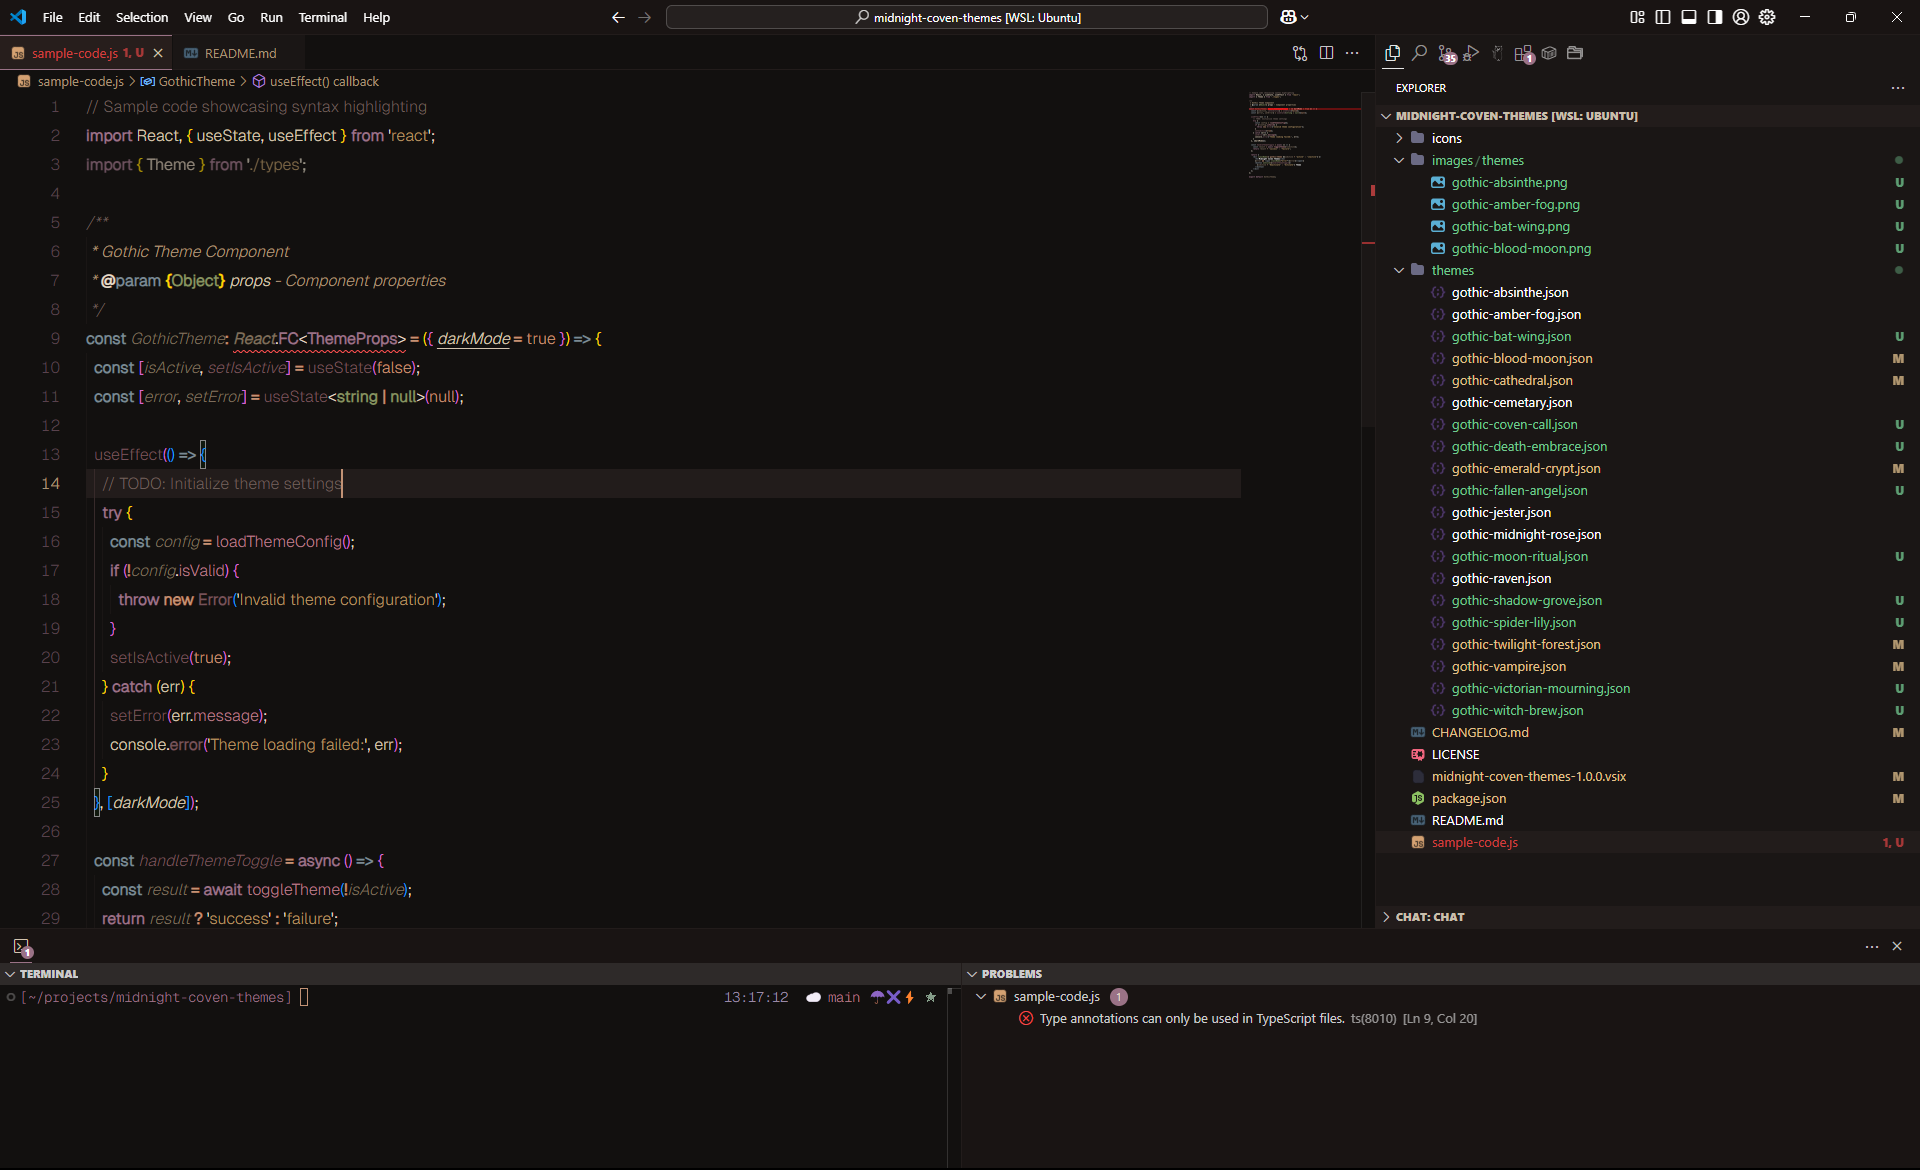 File Edit Selection View Go Run Terminal Help
midnight-coven-themes [WSL: Ubuntu]
sample-code.js 1, U
README.md
sample-code.js > GothicTheme > useEffect() callback
1 // Sample code showcasing syntax highlighting
2 import React, { useState, useEffect } from 'react';
3 import { Theme } from './types';
4
5 /**
6 * Gothic Theme Component
7 * @param {Object} props - Component properties
8 */
9 const GothicTheme: React.FC<ThemeProps> = ({ darkMode = true }) => {
10 const [isActive, setIsActive] = useState(false);
11 const [error, setError] = useState<string | null>(null);
12
13 useEffect(() => {
14 // TODO: Initialize theme settings
15 try {
16 const config = loadThemeConfig();
17 if (!config.isValid) {
18 throw new Error('Invalid theme configuration');
19 }
20 setIsActive(true);
21 } catch (err) {
22 setError(err.message);
23 console.error('Theme loading failed:', err);
24 }
25 }, [darkMode]);
26
27 const handleThemeToggle = async () => {
28 const result = await toggleTheme(!isActive);
29 return result ? 'success' : 'failure';
35
1
EXPLORER
MIDNIGHT-COVEN-THEMES [WSL: UBUNTU]
icons
images/themes
gothic-absinthe.png U
gothic-amber-fog.png U
gothic-bat-wing.png U
gothic-blood-moon.png U
themes
gothic-absinthe.json
gothic-amber-fog.json
gothic-bat-wing.json U
gothic-blood-moon.json M
gothic-cathedral.json M
gothic-cemetary.json
gothic-coven-call.json U
gothic-death-embrace.json U
gothic-emerald-crypt.json M
gothic-fallen-angel.json U
gothic-jester.json
gothic-midnight-rose.json
gothic-moon-ritual.json U
gothic-raven.json
gothic-shadow-grove.json U
gothic-spider-lily.json U
gothic-twilight-forest.json M
gothic-vampire.json M
gothic-victorian-mourning.json U
gothic-witch-brew.json U
CHANGELOG.md M
LICENSE
midnight-coven-themes-1.0.0.vsix M
package.json M
README.md
sample-code.js 1, U
CHAT: CHAT
1
TERMINAL
[~/projects/midnight-coven-themes]
13:17:12 main
PROBLEMS
sample-code.js 1
Type annotations can only be used in TypeScript files. ts(8010) [Ln 9, Col 20]